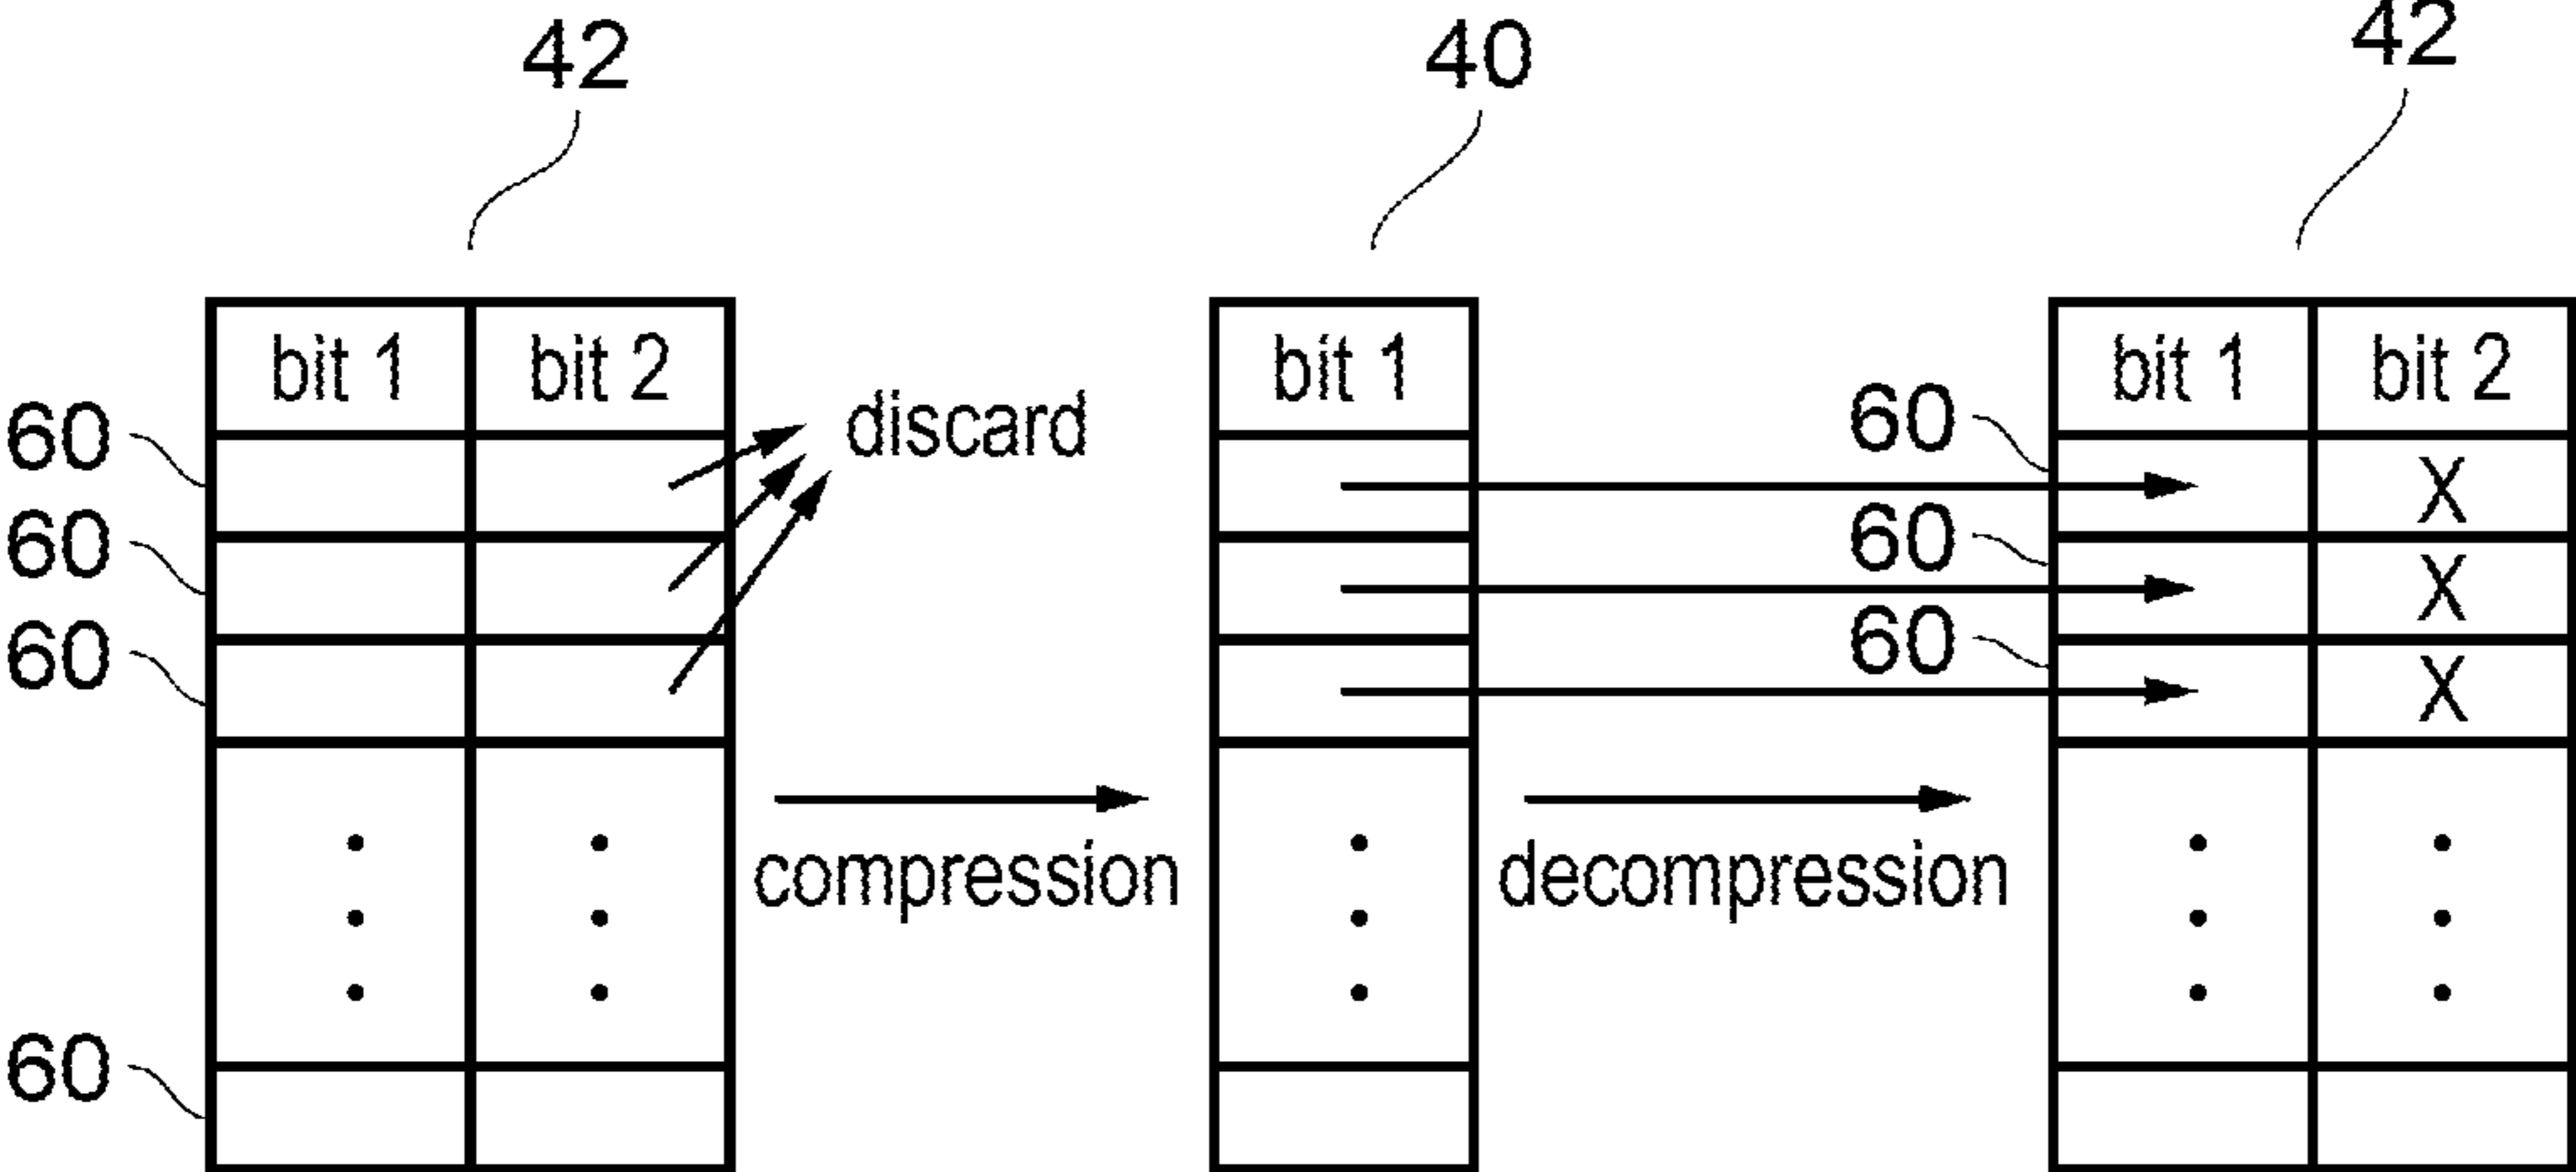 42 40 42
bit 1 bit 2 bit 1 bit 1 bit 2
discard
60 60
X
60 60
X
60 60
X
compression decompression
60